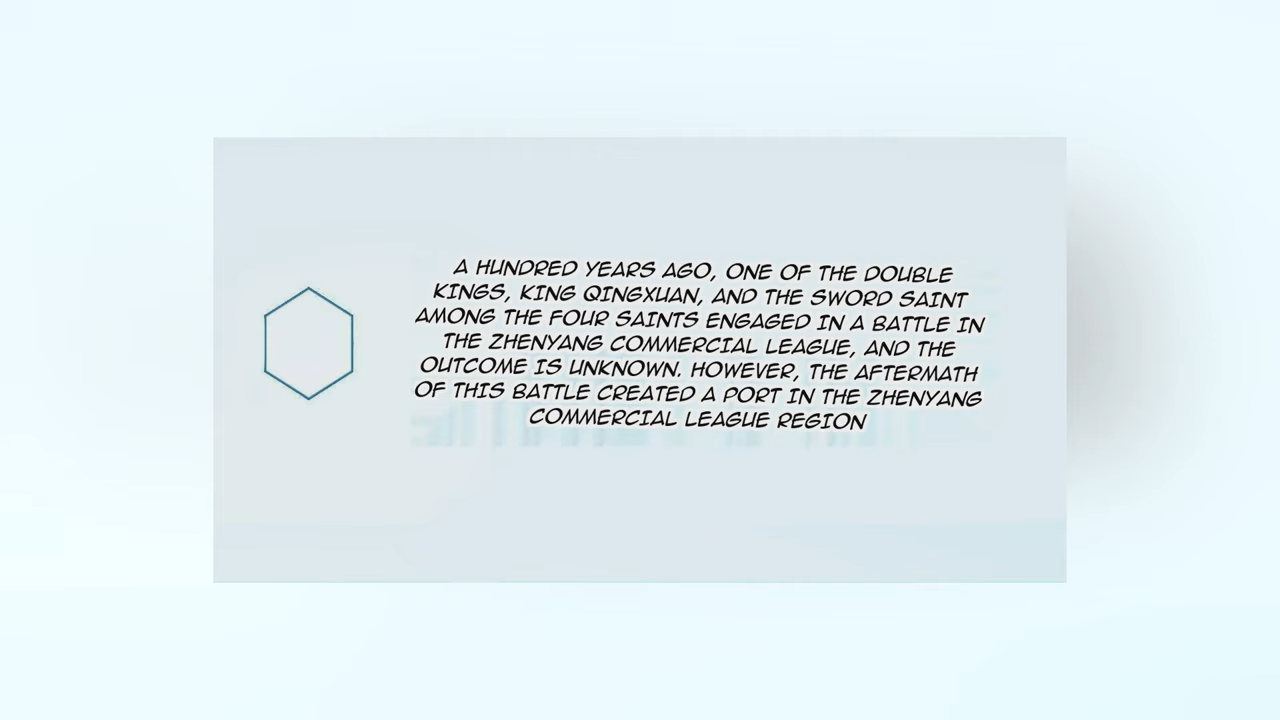 A HUNDRED YEARS AGO, ONE OF THE DOUBLE
KINGS, KING QINGXUAN, AND THE SWORD SAINT
AMONG THE FOUR SAINTS ENGAGED IN A BATTLE IN
THE ZHENYANG COMMERCIAL LEAGUE, AND THE
OUTCOME IS UNKNOWN. HOWEVER, THE AFTERMATH
OF THIS BATTLE CREATED A PORT IN THE ZHENYANG
COMMERCIAL LEAGUE REGION